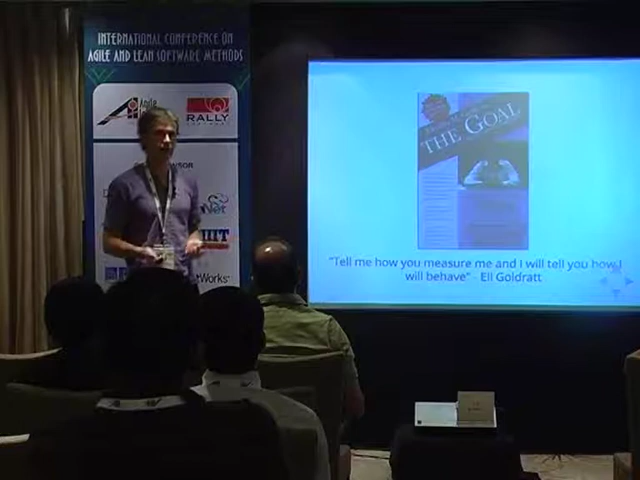 INTERNATIONAL CONFERENCE ON
AGILE AND LEAN SOFTWARE METHODS
Agile
RALLY
THE GOAL
"Tell me how you measure me and I will tell you how I
will behave" - Eli Goldratt